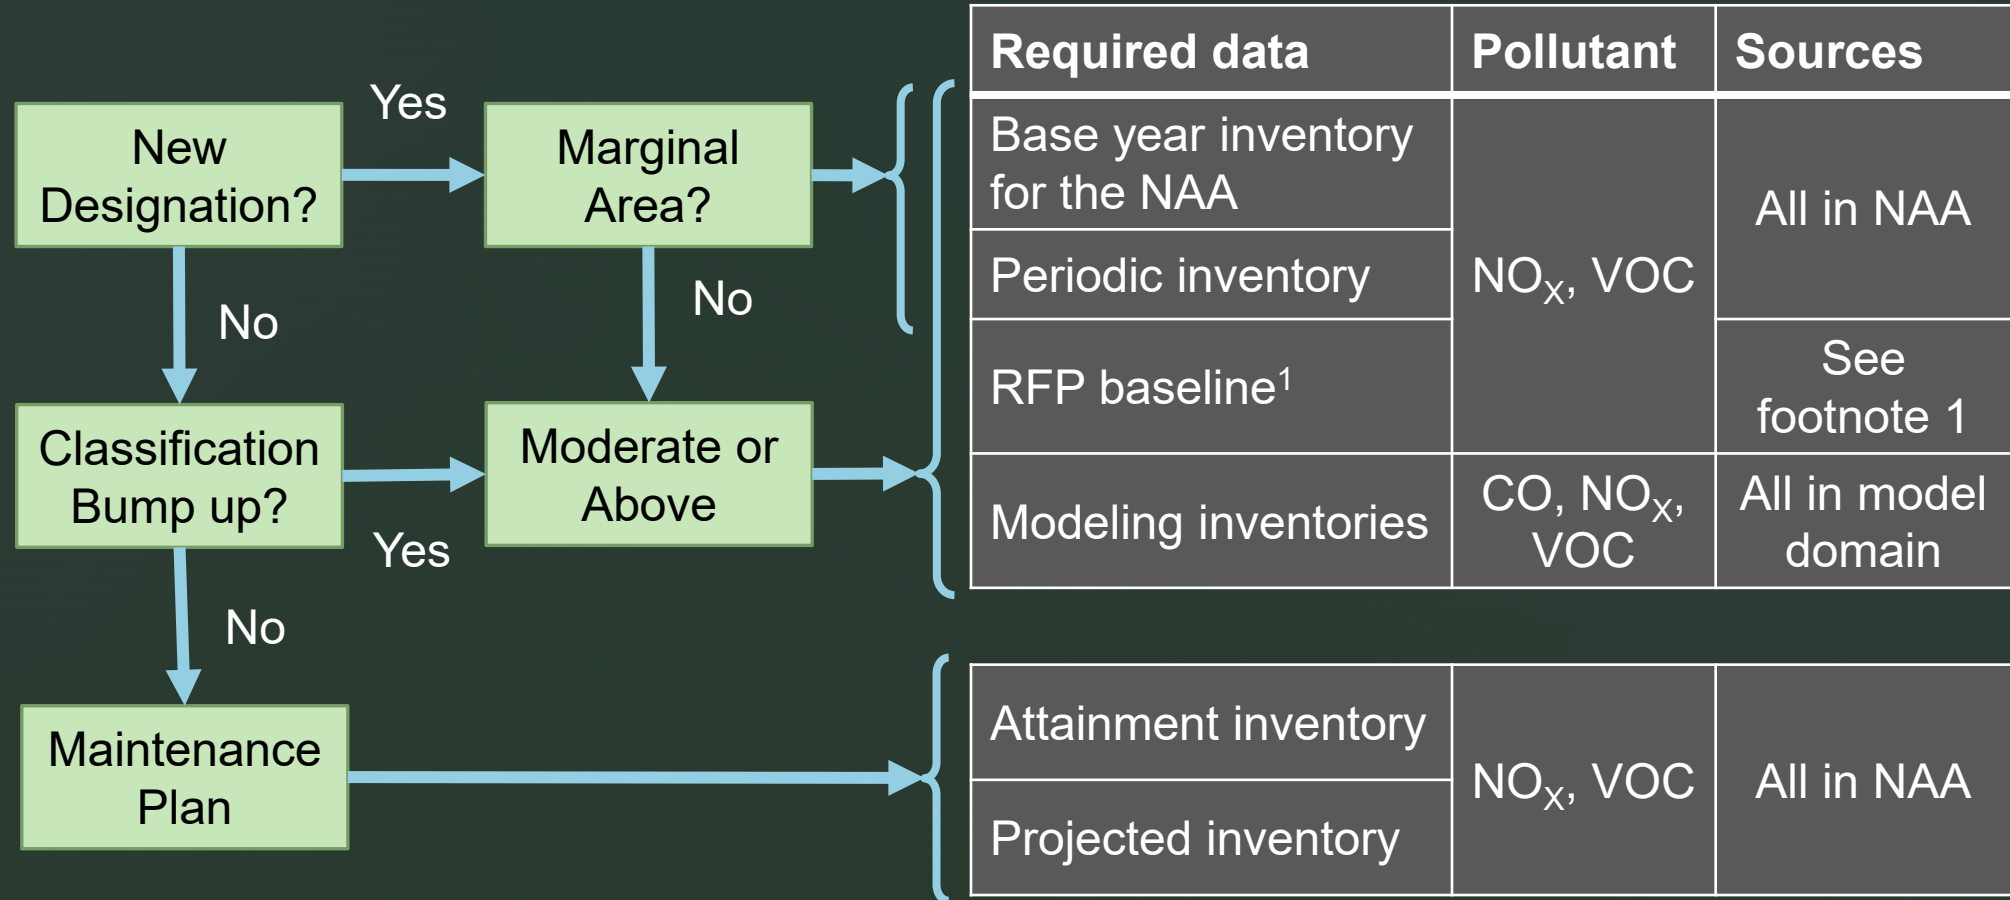 New
Designation?
Yes
Marginal
Area?
No
No
Classification
Bump up?
Yes
Moderate or
Above
No
Maintenance
Plan
Required data
Pollutant
Sources
Base year inventory
for the NAA
Periodic inventory
RFP baseline¹
Modeling inventories
NOX, VOC
CO, NOX,
VOC
All in NAA
See
footnote 1
All in model
domain
Attainment inventory
Projected inventory
NOX, VOC
All in NAA